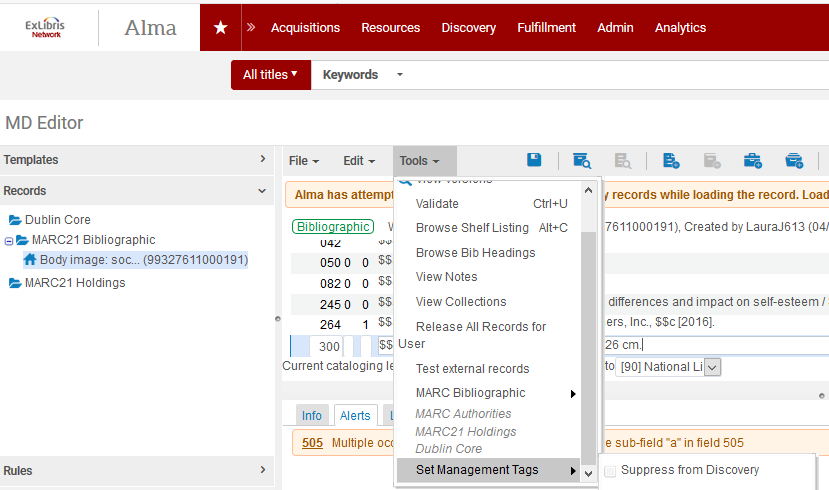 ExLibris
Network
Alma
Acquisitions Resources Discovery Fulfillment Admin Analytics
All titles Keywords
MD Editor
Templates
Records
Dublin Core
MARC21 Bibliographic
Body image: soc... (99327611000191)
MARC21 Holdings
Rules
File Edit Tools
Alma has attempt
y records while loading the record. Load
Bibliographic
7611000191), Created by LauraJ613 (04/
042
050 0 0 $$
082 0 0 $$
245 0 0 $$ differences and impact on self-esteem /
264 1 $$ ers, Inc., $$c [2016].
300 $$ 26 cm.
Current cataloging le to [90] National Li
View Versions
Validate Ctrl+U
Browse Shelf Listing Alt+C
Browse Bib Headings
View Notes
View Collections
Release All Records for
User
Test external records
MARC Bibliographic
MARC Authorities
MARC21 Holdings
Dublin Core
Set Management Tags
Suppress from Discovery
Info Alerts
505 Multiple occ e sub-field "a" in field 505